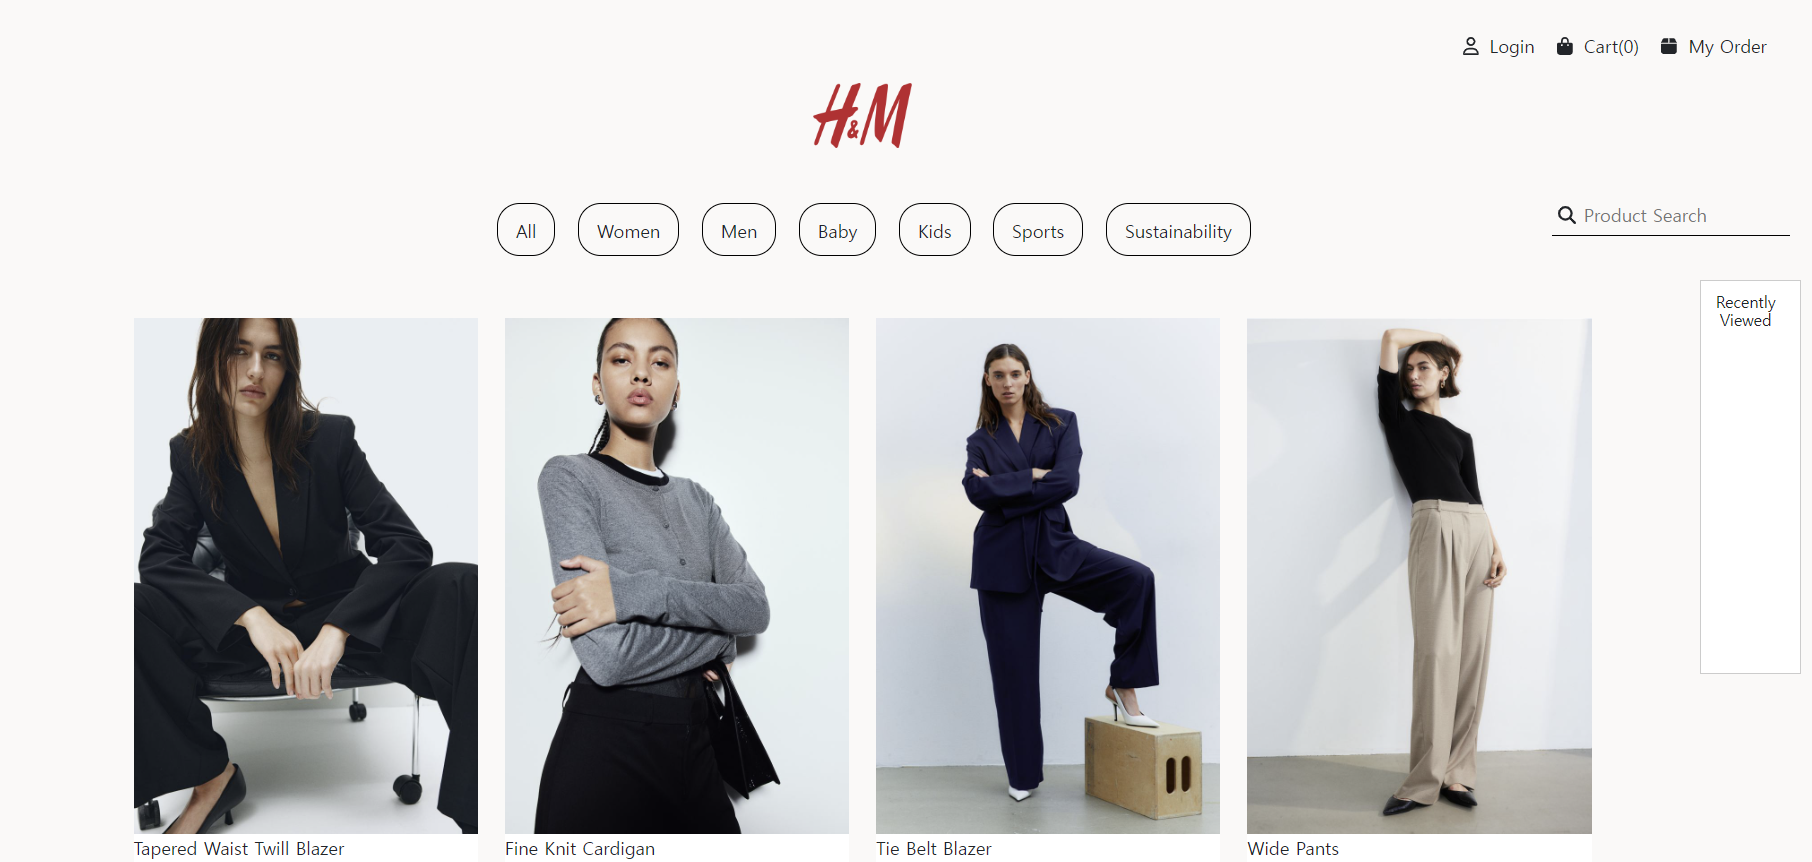 Login Cart(0) My Order
H&M
All Women Men Baby Kids Sports Sustainability
Product Search
Recently
Viewed
Tapered Waist Twill Blazer
Fine Knit Cardigan
Tie Belt Blazer
Wide Pants